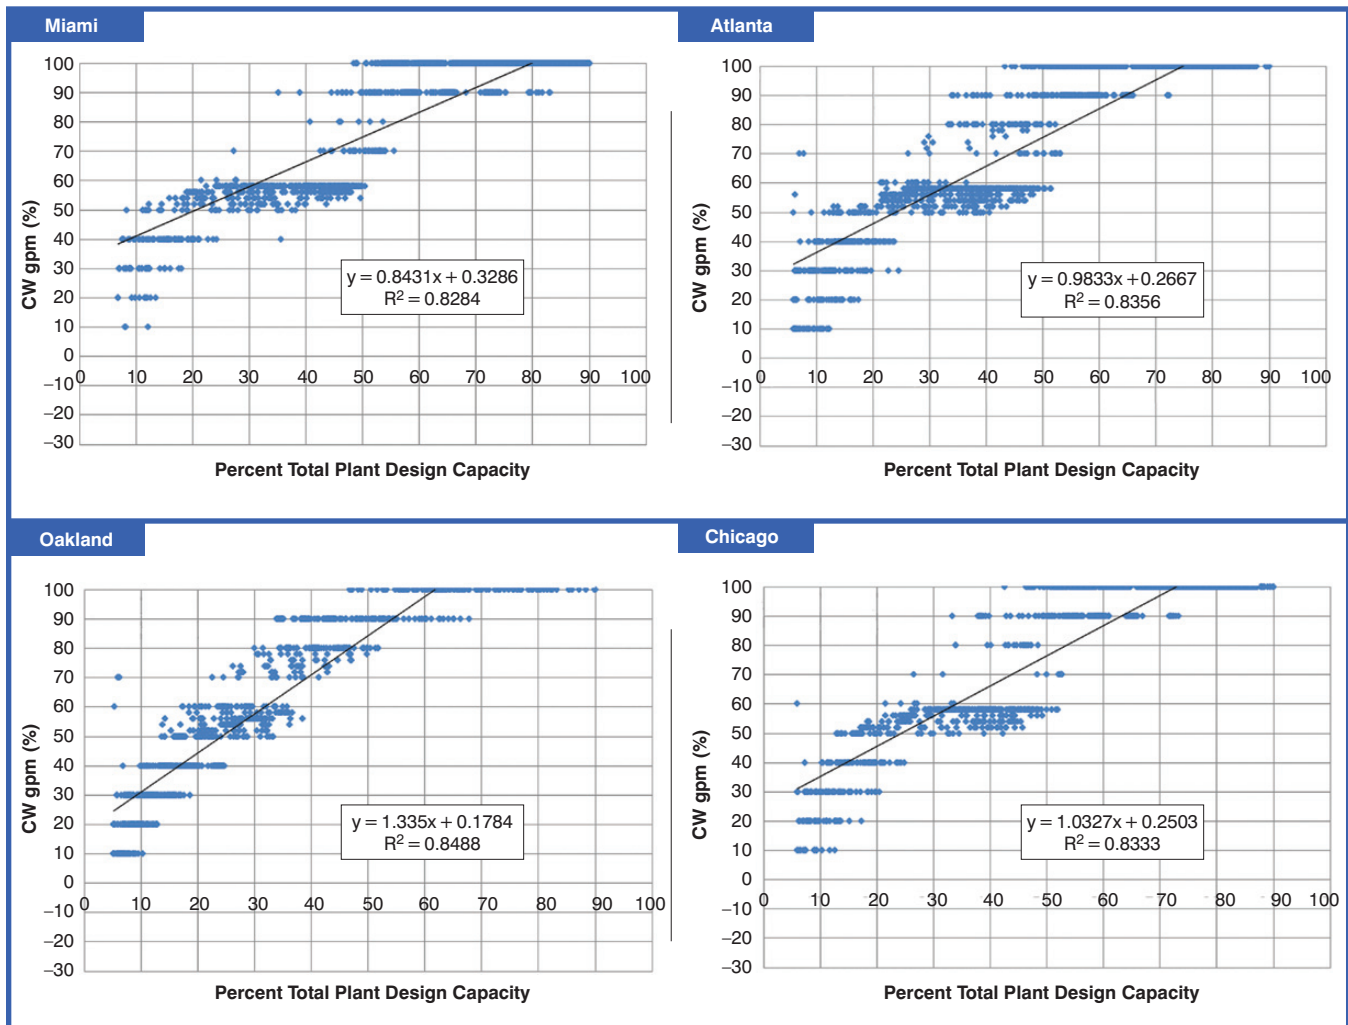 Miami
100
90
80
70
60
50
40
30
20
10
0
–10
–20
–30
0 10 20 30 40 50 60 70 80 90 100
CW gpm (%)
y = 0.8431x + 0.3286
R² = 0.8284
Percent Total Plant Design Capacity
Atlanta
100
90
80
70
60
50
40
30
20
10
0
–10
–20
–30
0 10 20 30 40 50 60 70 80 90 100
CW gpm (%)
y = 0.9833x + 0.2667
R² = 0.8356
Percent Total Plant Design Capacity
Oakland
100
90
80
70
60
50
40
30
20
10
0
–10
–20
–30
0 10 20 30 40 50 60 70 80 90 100
CW gpm (%)
y = 1.335x + 0.1784
R² = 0.8488
Percent Total Plant Design Capacity
Chicago
100
90
80
70
60
50
40
30
20
10
0
–10
–20
–30
0 10 20 30 40 50 60 70 80 90 100
CW gpm (%)
y = 1.0327x + 0.2503
R² = 0.8333
Percent Total Plant Design Capacity